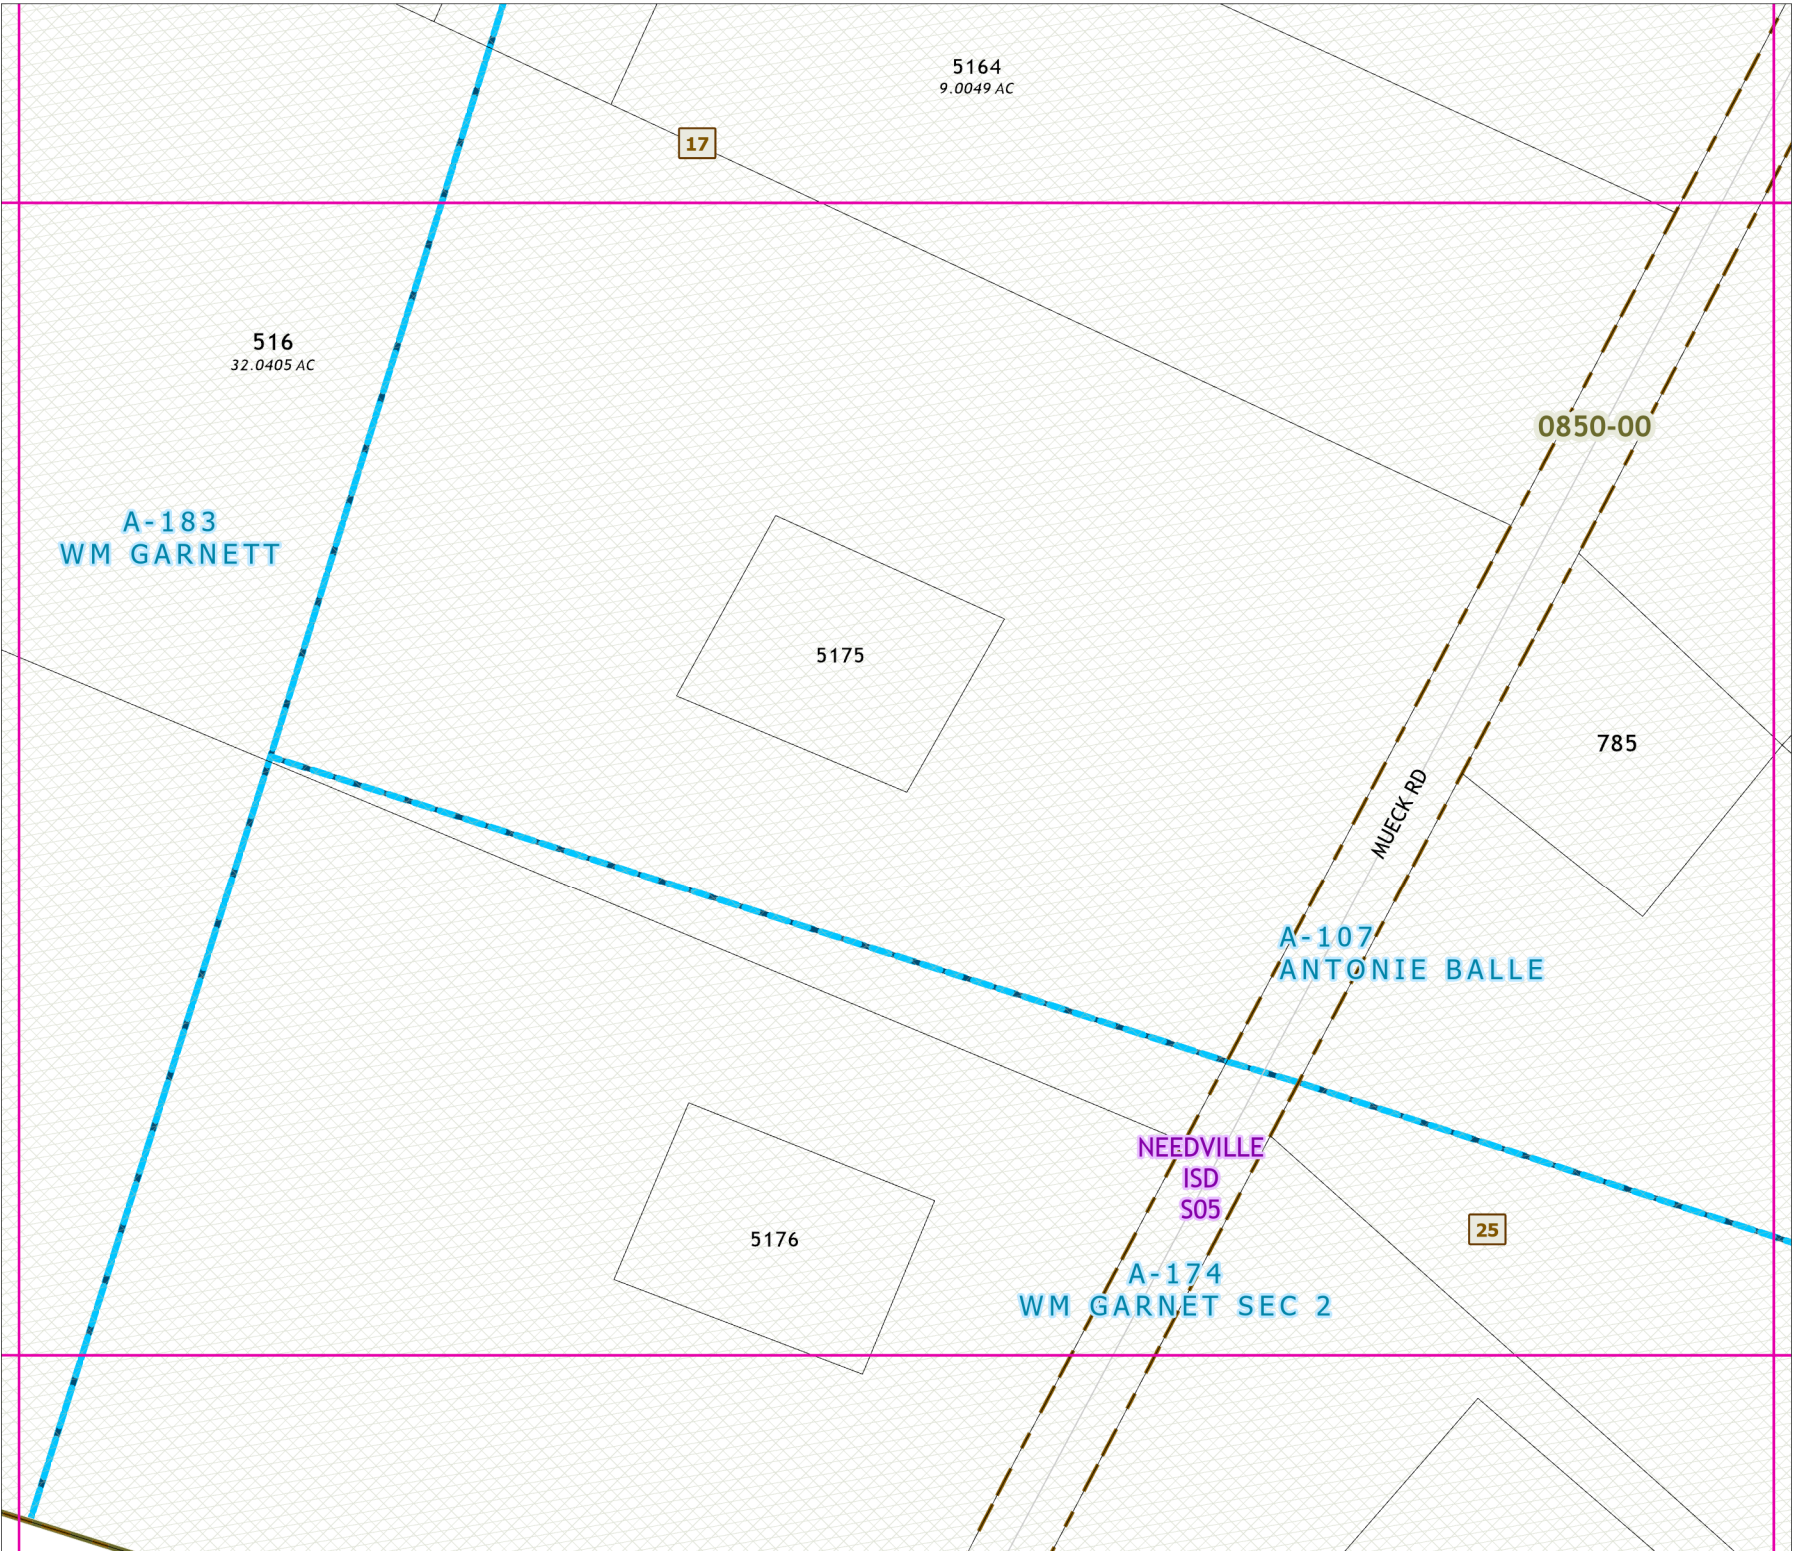 5164
9.0049 AC
17
516
32.0405 AC
0850-00
A-183
WM GARNETT
5175
785
MUECK RD
A-107
ANTONIE BALLE
NEEDVILLE
ISD
S05
25
5176
A-174
WM GARNET SEC 2